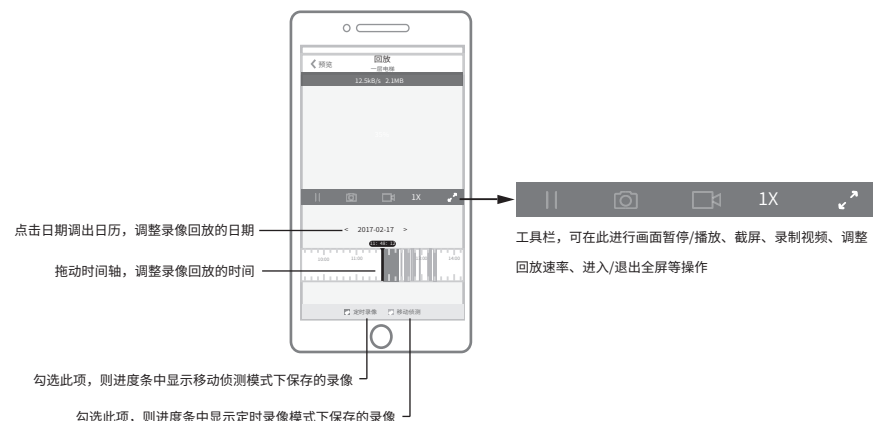 回放
预览
一层电梯
12.5kB/s 2.1MB
1X
1X
点击日期调出日历，调整录像回放的日期
< 2017-02-17 >
工具栏，可在此进行画面暂停/播放、截屏、录制视频、调整
回放速率、进入/退出全屏等操作
拖动时间轴，调整录像回放的时间
10:00 11:00 14:00
定时录像 移动侦测
勾选此项，则进度条中显示移动侦测模式下保存的录像
勾选此项，则进度条中显示定时录像模式下保存的录像